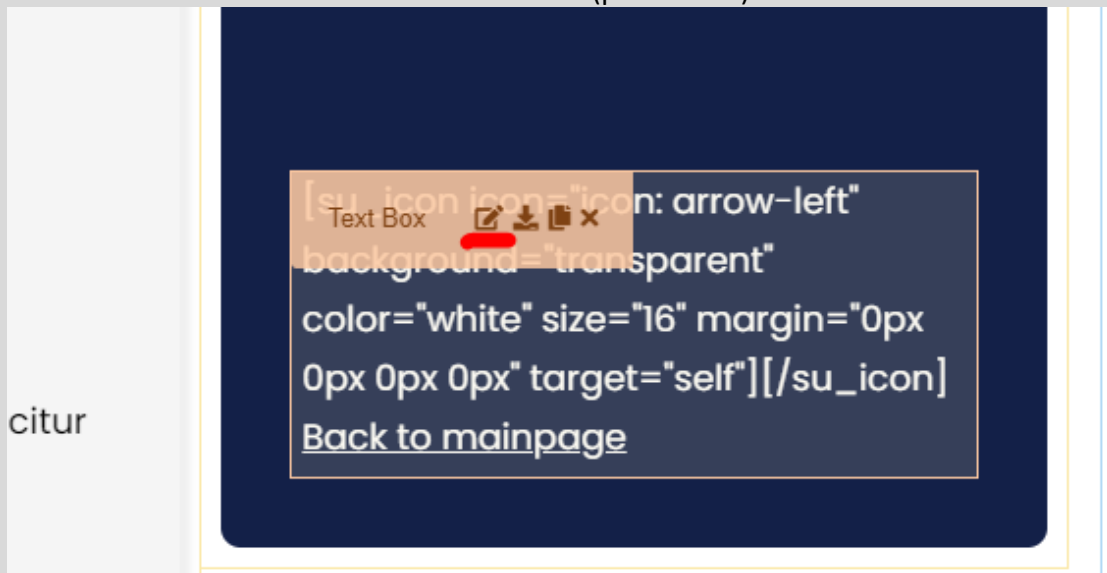 [su_icon icon="icon: arrow-left"
Text Box
background="transparent"
color="white" size="16" margin="0px
0px 0px 0px" target="self"][/su_icon]
citur
Back to mainpage